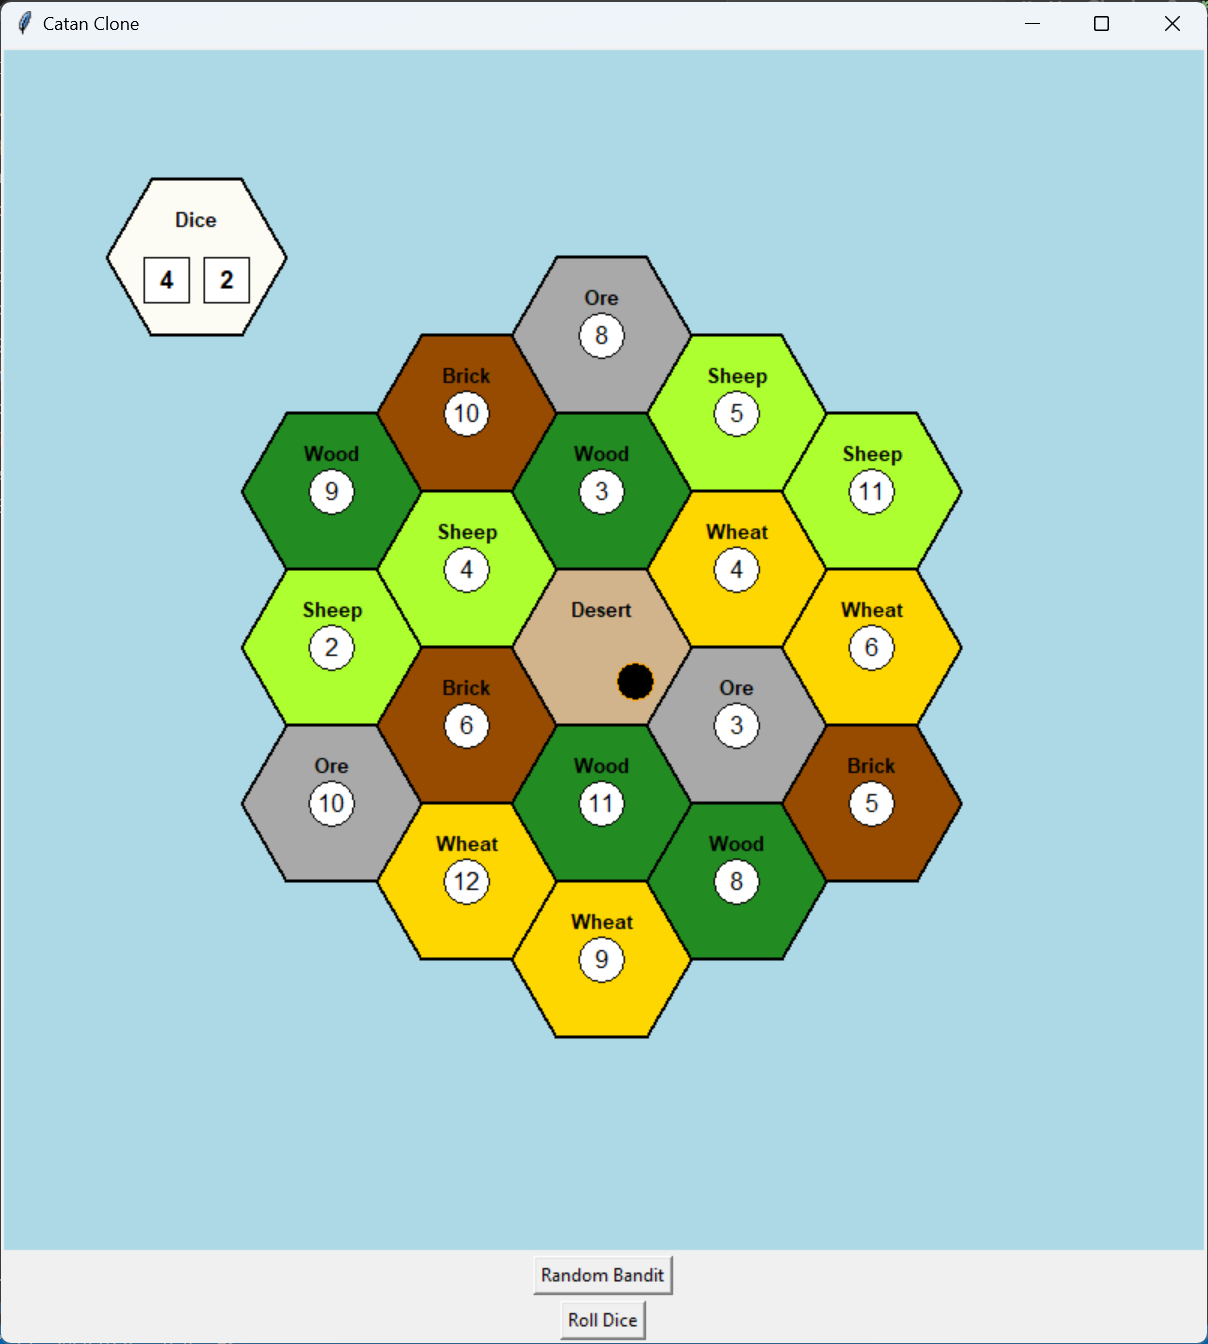 Catan Clone
Dice
4 2
Ore
8
Brick
10
Sheep
5
Wood
9
Wood
3
Sheep
11
Sheep
4
Wheat
4
Sheep
2
Desert
Wheat
6
Brick
6
Ore
3
Ore
10
Wood
11
Brick
5
Wheat
12
Wood
8
Wheat
9
Random Bandit
Roll Dice